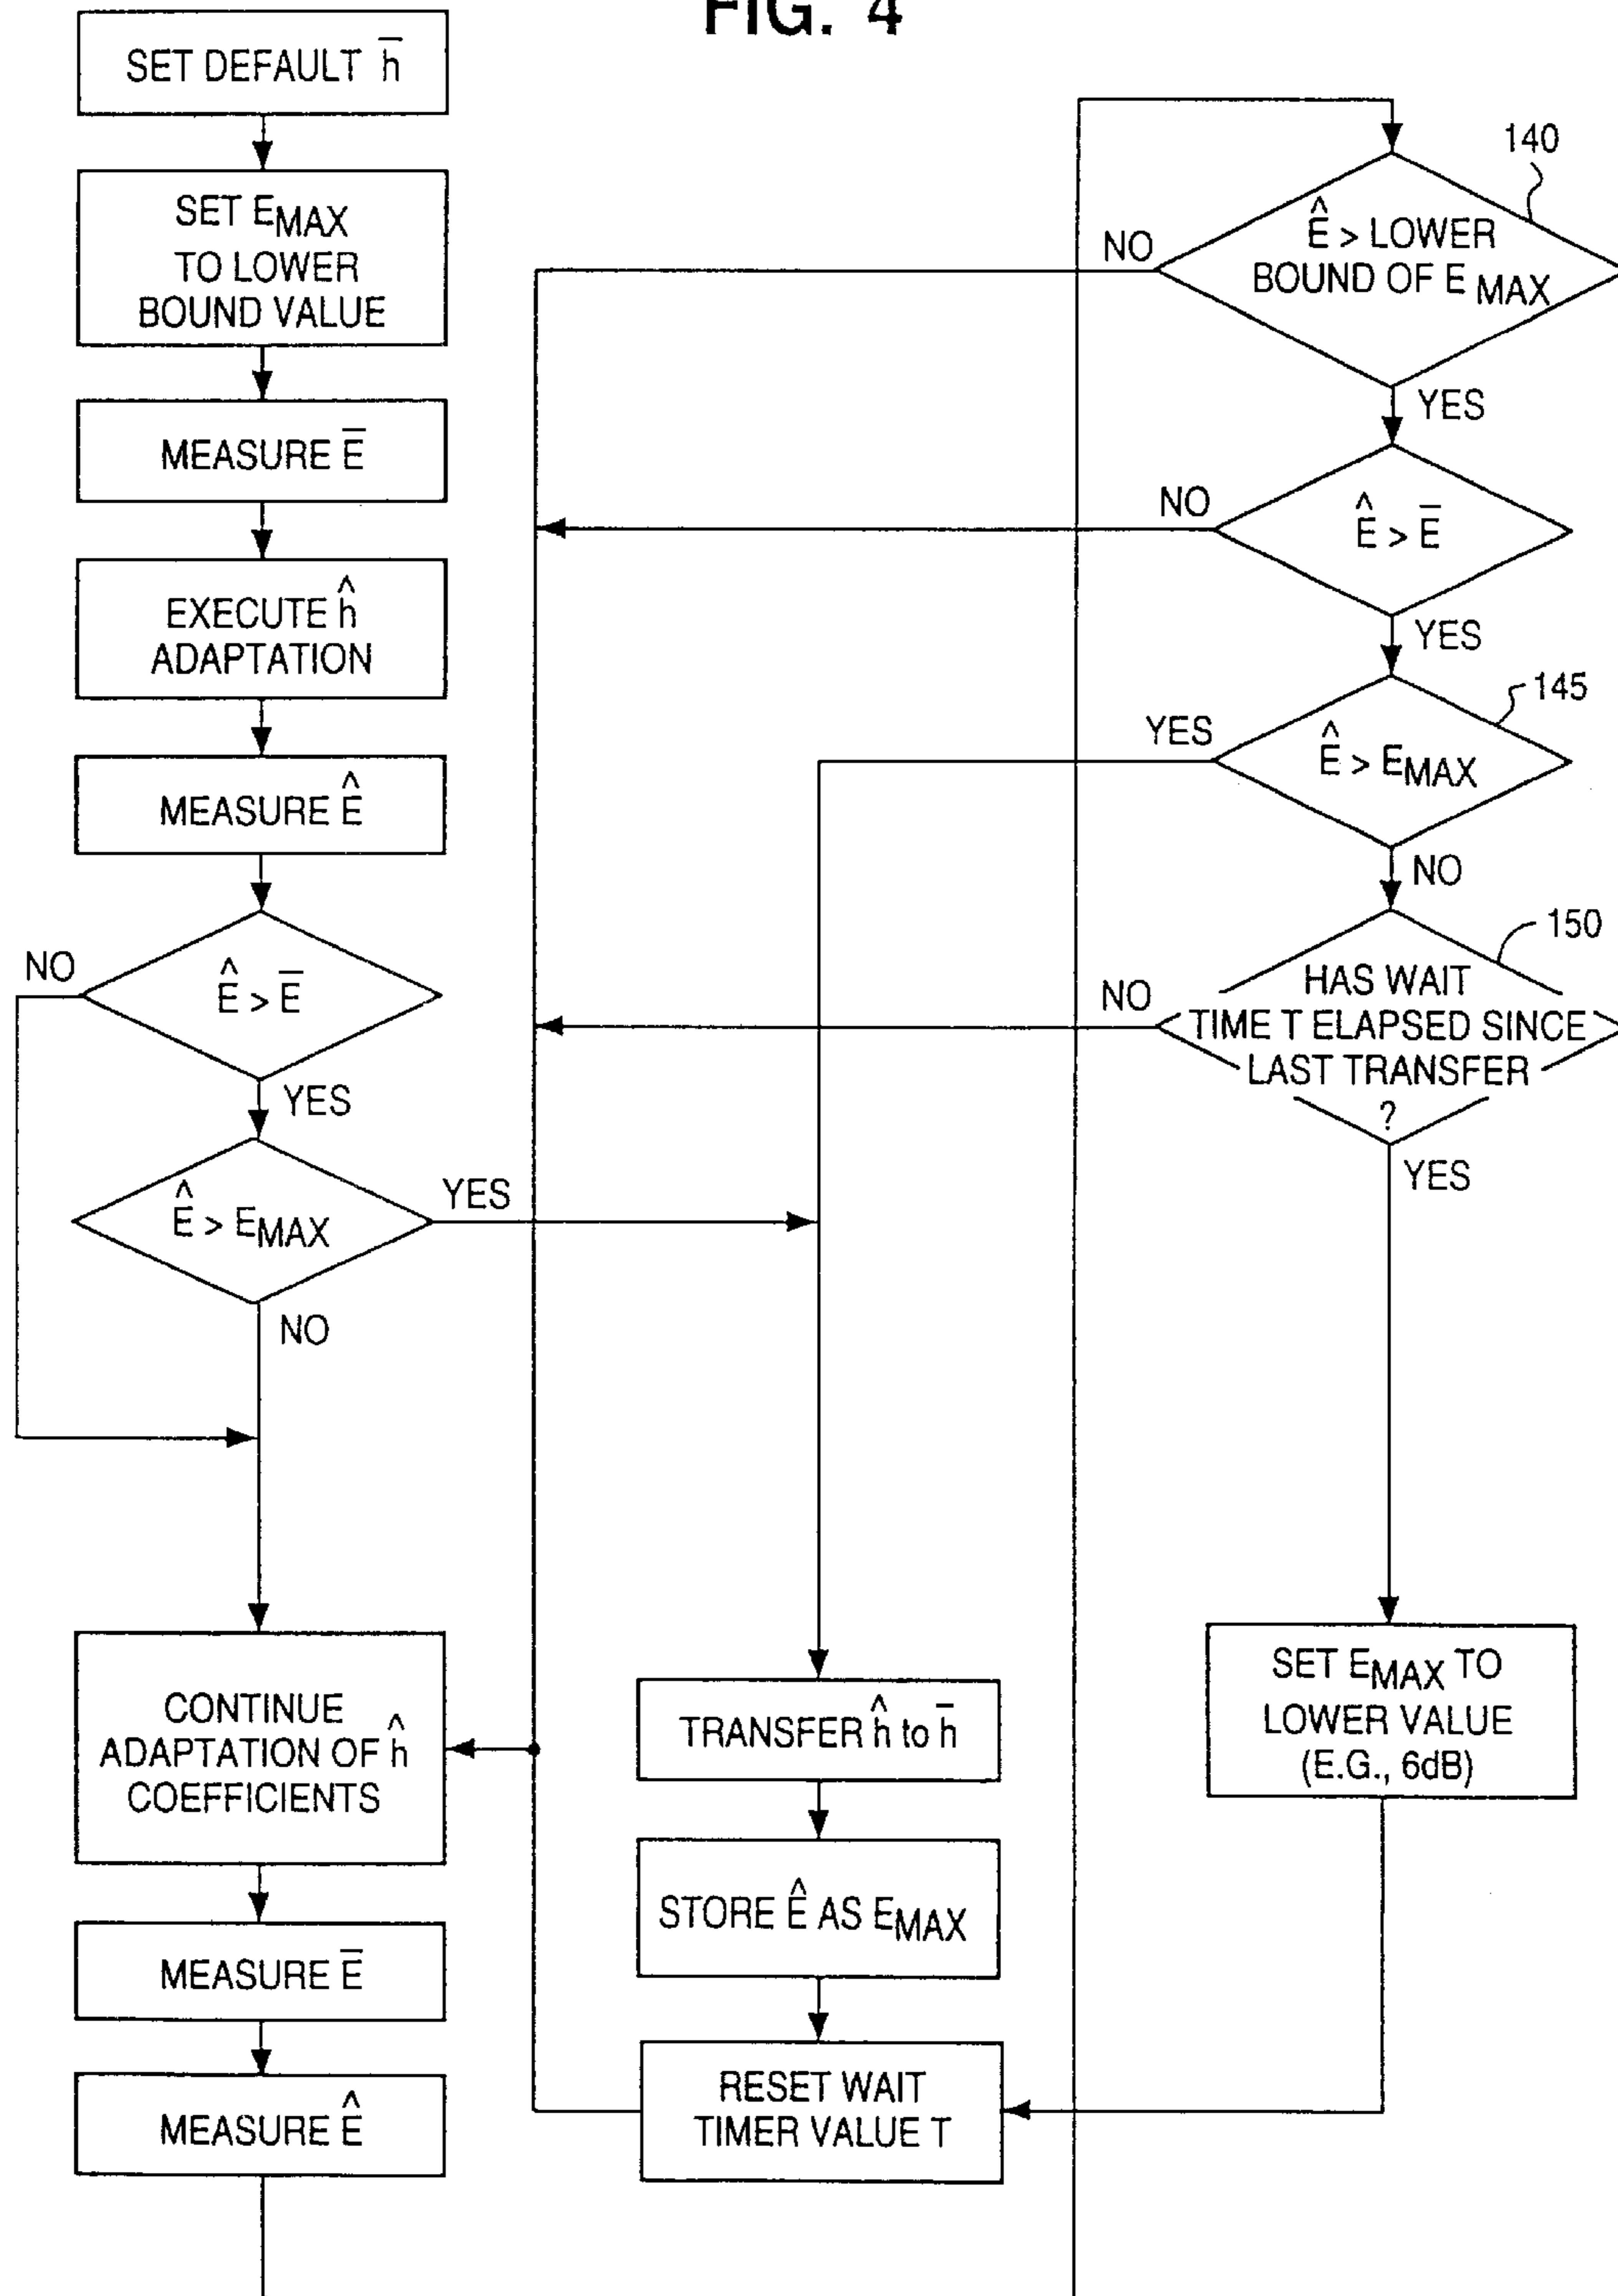 FIG. 4
SET DEFAULT h̅
SET EMAX
TO LOWER
BOUND VALUE
MEASURE E̅
EXECUTE ĥ
ADAPTATION
MEASURE Ê
NO
Ê > E̅
YES
Ê > EMAX
YES
NO
CONTINUE
ADAPTATION OF ĥ
COEFFICIENTS
MEASURE E̅
MEASURE Ê
TRANSFER ĥ to h̅
STORE Ê AS EMAX
RESET WAIT
TIMER VALUE T
140
NO
Ê > LOWER
BOUND OF E MAX
YES
NO
Ê > E̅
YES
145
YES
Ê > EMAX
NO
150
NO
HAS WAIT
TIME T ELAPSED SINCE
LAST TRANSFER
?
YES
SET EMAX TO
LOWER VALUE
(E.G., 6dB)